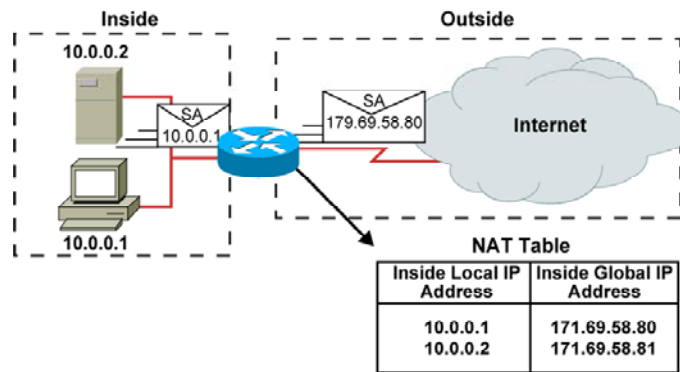 Inside
Outside
10.0.0.2
SA
10.0.0.1
SA
179.69.58.80
Internet
10.0.0.1
NAT Table
Inside Local IP Address
Inside Global IP Address
10.0.0.1 171.69.58.80
10.0.0.2 171.69.58.81